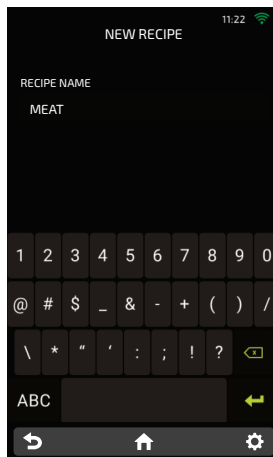 11:22
NEW RECIPE
RECIPE NAME
MEAT
1 2 3 4 5 6 7 8 9 0
@ # $ _ & - + ( ) /
\ * " ' : ; ! ?
ABC